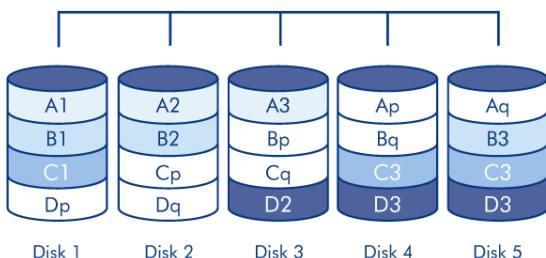 A1 A2 A3 Ap Aq
B1 B2 Bp Bq B3
C1 Cp Cq C3 C3
Dp Dq D2 D3 D3
Disk 1 Disk 2 Disk 3 Disk 4 Disk 5